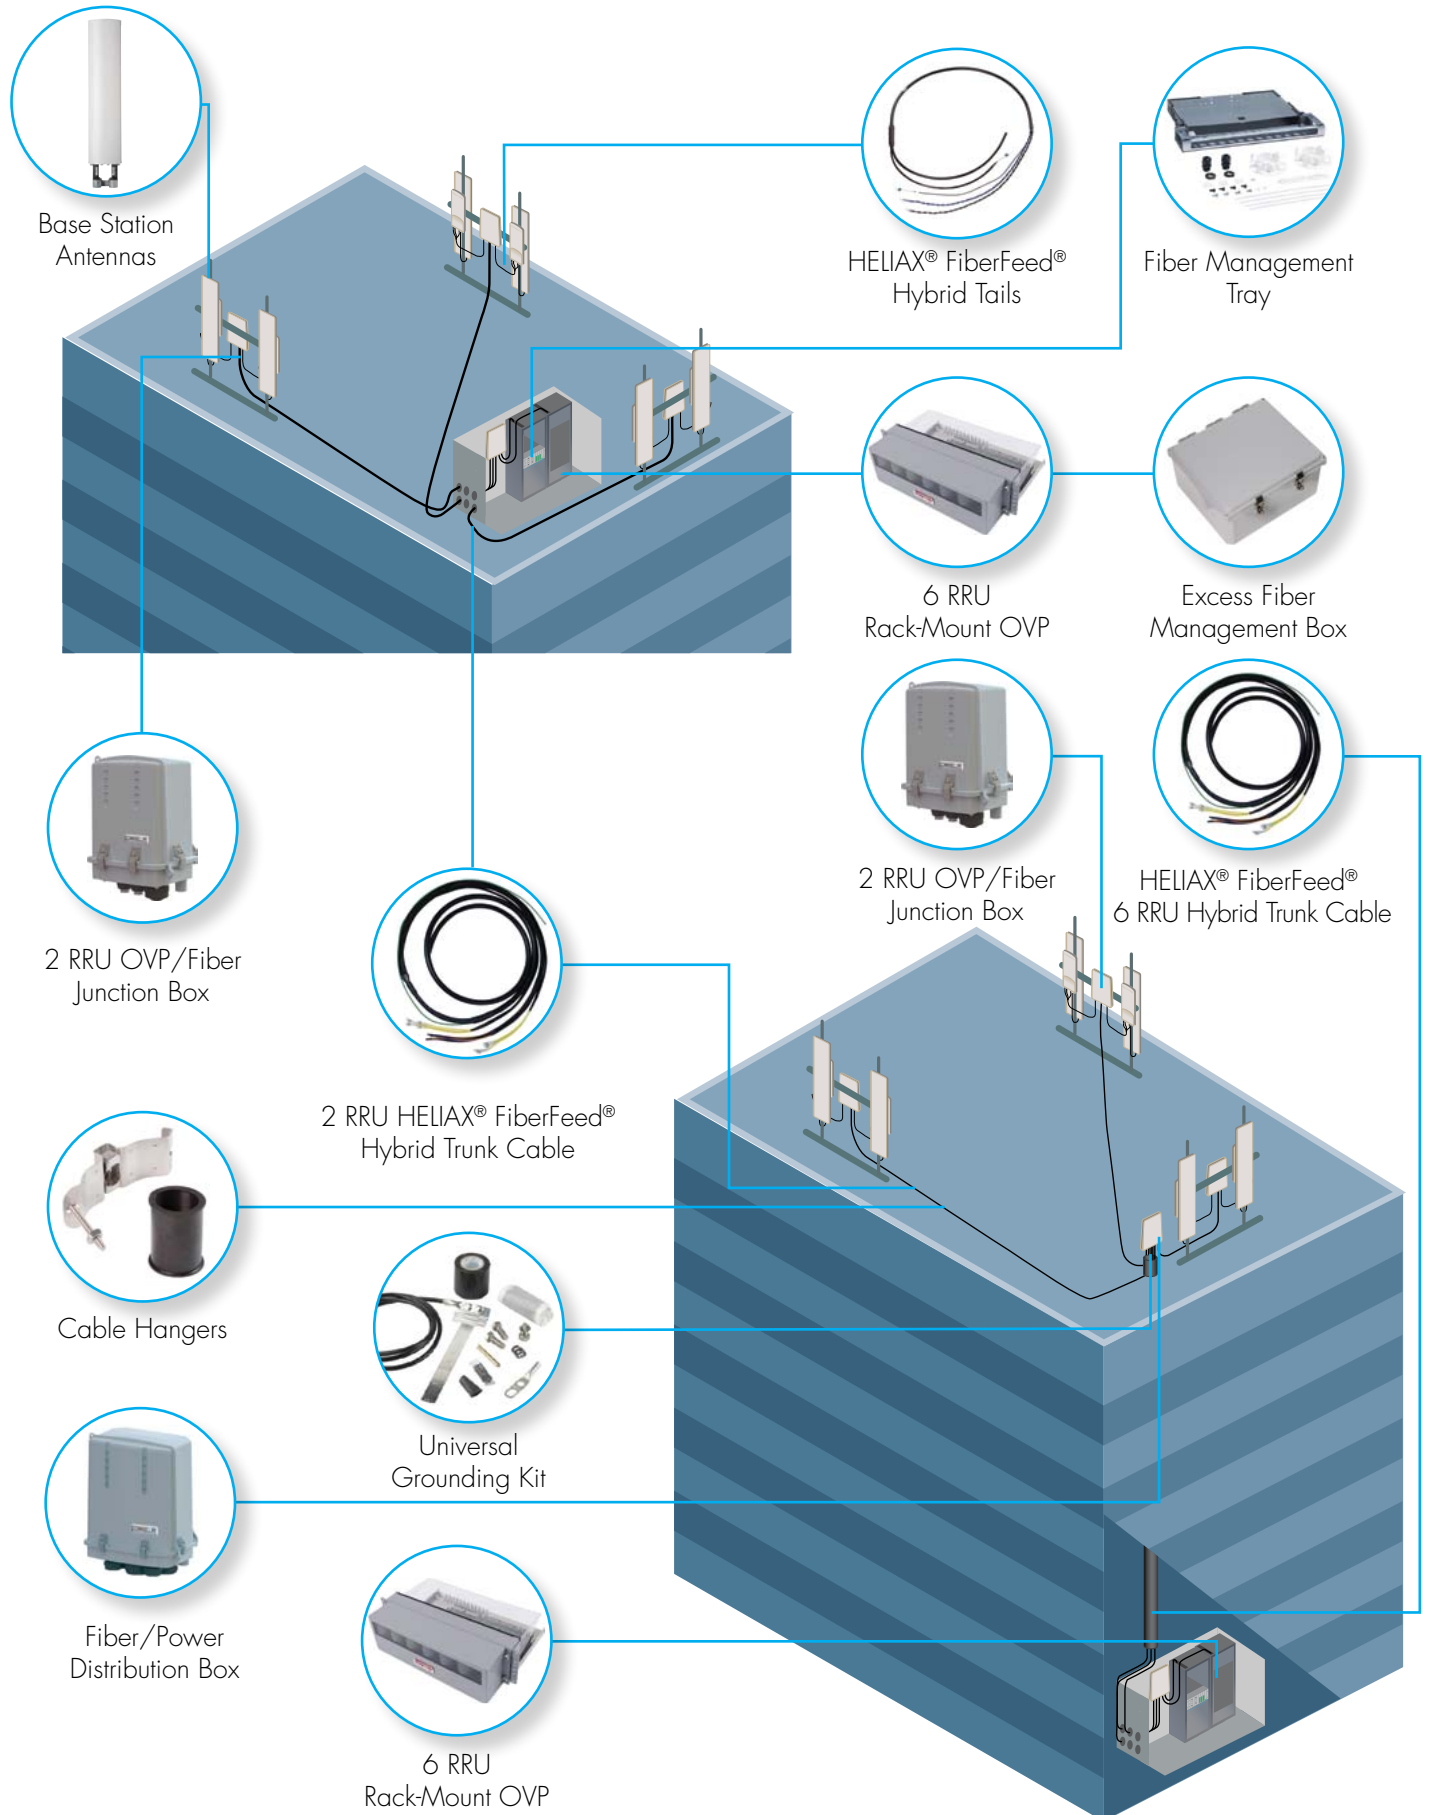 Base Station
Antennas
HELIAX® FiberFeed®
Hybrid Tails
Fiber Management
Tray
6 RRU
Rack-Mount OVP
Excess Fiber
Management Box
2 RRU OVP/Fiber
Junction Box
HELIAX® FiberFeed®
6 RRU Hybrid Trunk Cable
2 RRU OVP/Fiber
Junction Box
2 RRU HELIAX® FiberFeed®
Hybrid Trunk Cable
Cable Hangers
Universal
Grounding Kit
Fiber/Power
Distribution Box
6 RRU
Rack-Mount OVP